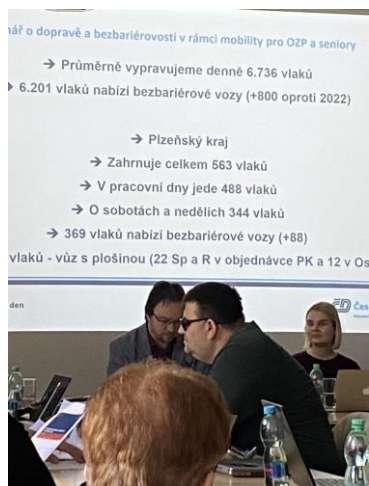 nář o dopravě a bezbariérovosti v rámci mobility pro OZP a seniory
→ Průměrně vypravujeme denně 6.736 vlaků
6.201 vlaků nabízí bezbariérové vozy (+800 oproti 2022)
→ Plzeňský kraj
→ Zahrnuje celkem 563 vlaků
→ V pracovní dny jede 488 vlaků
→ O sobotách a nedělích 344 vlaků
→ 369 vlaků nabízí bezbariérové vozy (+88)
vlaků - vůz s plošinou (22 Sp a R v objednávce PK a 12 v Os
den
Čes